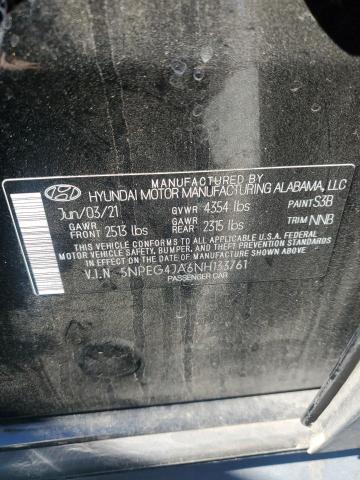 MANUFACTURED BY
HYUNDAI MOTOR MANUFACTURING ALABAMA, LLC
Jun/03/21 GVWR 4354 lbs PAINT S3B
GAWR FRONT 2513 lbs GAWR REAR 2315 lbs TRIM NNB
THIS VEHICLE CONFORMS TO ALL APPLICABLE U.S. FEDERAL
MOTOR VEHICLE SAFETY, BUMPER, AND THEFT PREVENTION
STANDARDS IN EFFECT ON THE DATE OF MANUFACTURE SHOWN ABOVE.
V.I.N 5NPEG4JA6NH133761
PASSENGER CAR